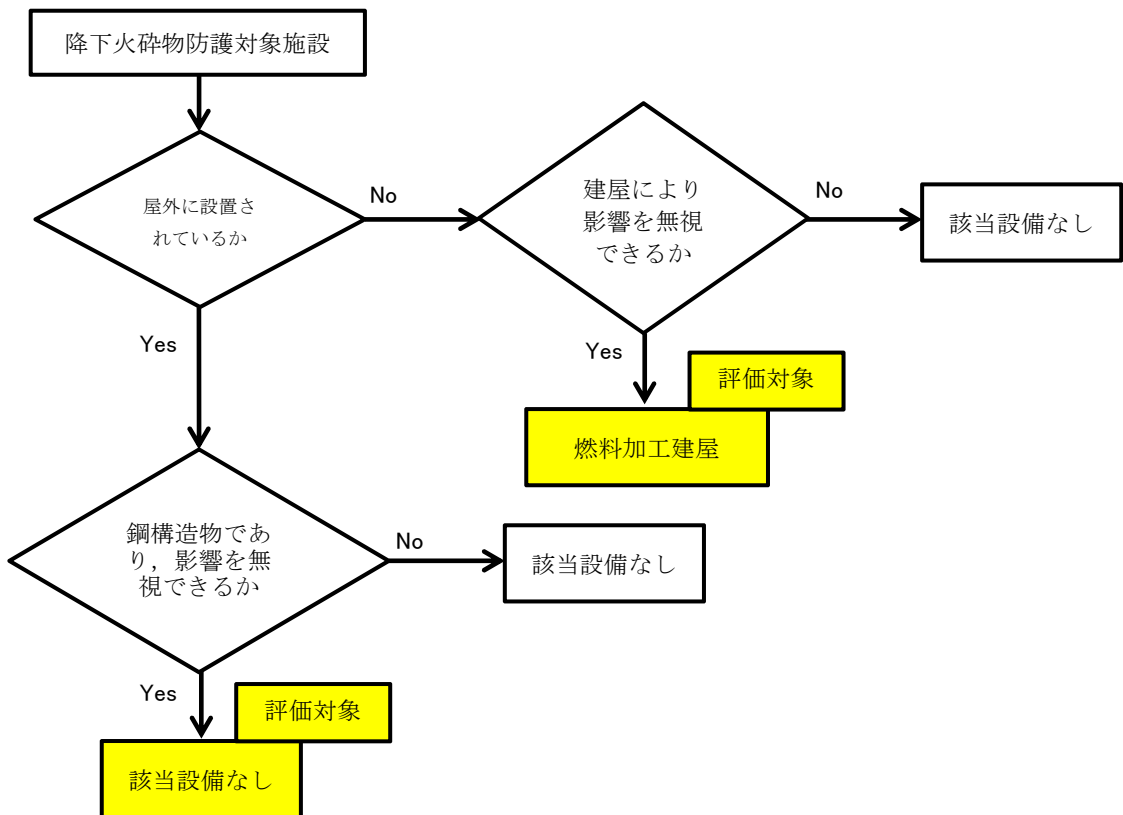 降下火砕物防護対象施設
屋外に設置さ
れているか
No
建屋により
影響を無視
できるか
No
該当設備なし
Yes
Yes
評価対象
燃料加工建屋
鋼構造物であ
り，影響を無
視できるか
No
該当設備なし
Yes
評価対象
該当設備なし